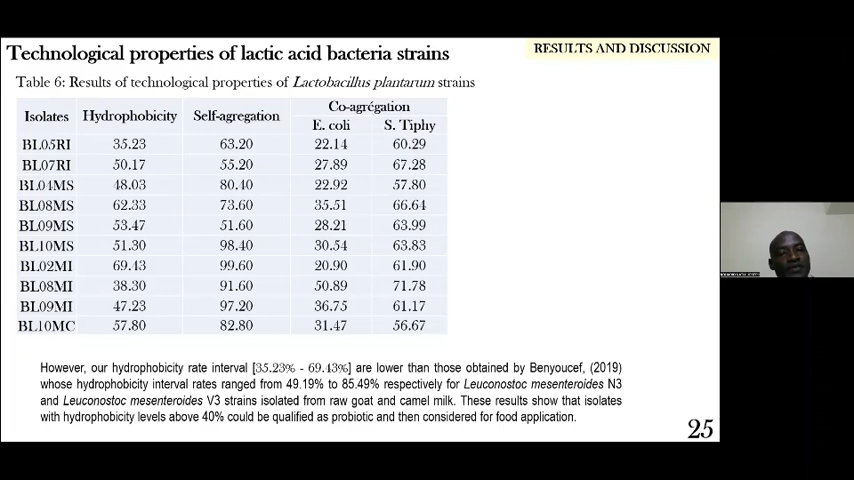 Technological properties of lactic acid bacteria strains
RESULTS AND DISCUSSION
Table 6: Results of technological properties of Lactobacillus plantarum strains
Isolates Hydrophobicity Self-agregation Co-agrégation
E. coli S. Tiphy
BL05RI 35.23 63.20 22.14 60.29
BL07RI 50.17 55.20 27.89 67.28
BL04MS 48.03 80.40 22.92 57.80
BL08MS 62.33 73.60 35.51 66.64
BL09MS 53.47 51.60 28.21 63.99
BL10MS 51.30 98.40 30.54 63.83
BL02MI 69.43 99.60 20.90 61.90
BL08MI 38.30 91.60 50.89 71.78
BL09MI 47.23 97.20 36.75 61.17
BL10MC 57.80 82.80 31.47 56.67
However, our hydrophobicity rate interval [35.23% - 69.43%] are lower than those obtained by Benyoucef, (2019)
whose hydrophobicity interval rates ranged from 49.19% to 85.49% respectively for Leuconostoc mesenteroides N3
and Leuconostoc mesenteroides V3 strains isolated from raw goat and camel milk. These results show that isolates
with hydrophobicity levels above 40% could be qualified as probiotic and then considered for food application.
25